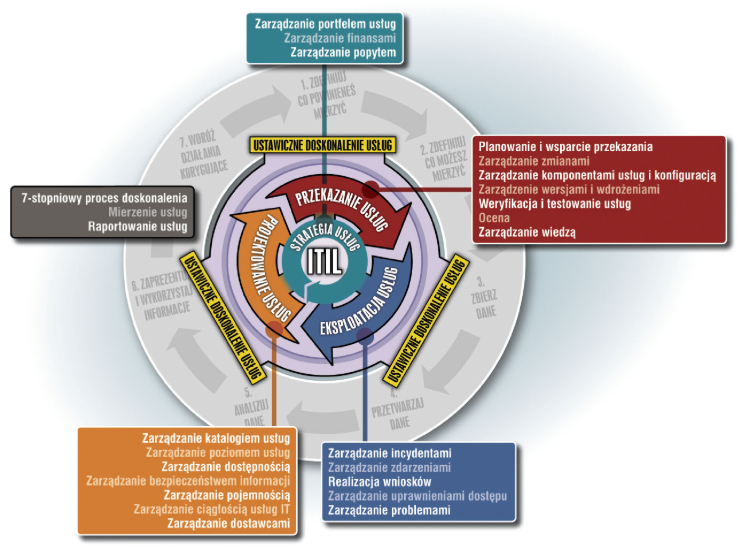 Zarządzanie portfelem usług
Zarządzanie finansami
Zarządzanie popytem
1. ZDEFINIUJ
CO POWINIENEŚ
MIERZYĆ
7. WDRÓŻ
DZIAŁANIA
KORYGUJĄCE
USTAWICZNE DOSKONALENIE USŁUG
2. ZDEFINIUJ
CO MOŻESZ
MIERZYĆ
Planowanie i wsparcie przekazania
Zarządzanie zmianami
Zarządzanie komponentami usług i konfiguracją
Zarządzenie wersjami i wdrożeniami
Weryfikacja i testowanie usług
Ocena
Zarządzanie wiedzą
7-stopniowy proces doskonalenia
Mierzenie usług
Raportowanie usług
PRZEKAZANIE USŁUG
STRATEGIA USŁUG
ITIL
PROJEKTOWANIE USŁUG
EKSPLOATACJA USŁUG
6. ZAPREZENTUJ
I WYKORZYSTAJ
INFORMACJE
USTAWICZNE DOSKONALENIE USŁUG
USTAWICZNE DOSKONALENIE USŁUG
3.
ZBIERZ
DANE
5.
ANALIZUJ
DANE
4.
PRZETWARZAJ
DANE
Zarządzanie katalogiem usług
Zarządzanie poziomem usług
Zarządzanie dostępnością
Zarządzanie bezpieczeństwem informacji
Zarządzanie pojemnością
Zarządzanie ciągłością usług IT
Zarządzanie dostawcami
Zarządzanie incydentami
Zarządzanie zdarzeniami
Realizacja wniosków
Zarządzanie uprawnieniami dostępu
Zarządzanie problemami